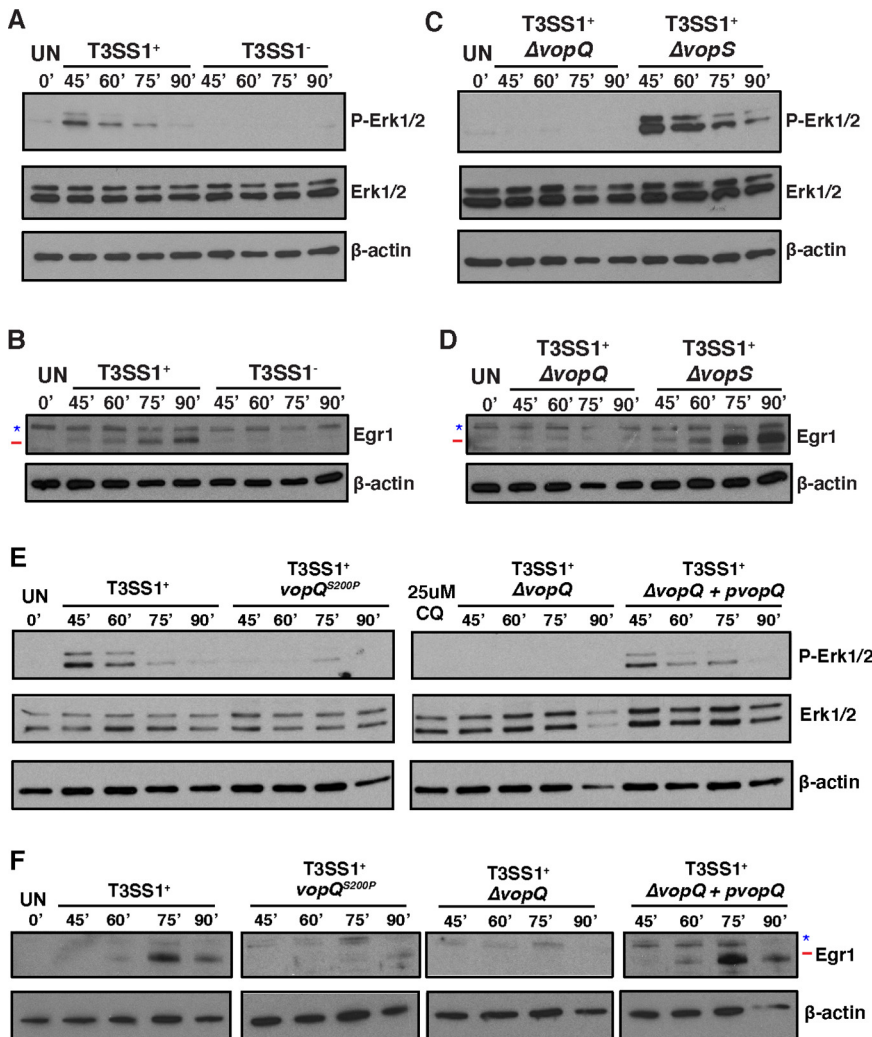 A
UN T3SS1+ T3SS1-
0’ 45’ 60’ 75’ 90’ 45’ 60’ 75’ 90’
P-Erk1/2
Erk1/2
β-actin
C
T3SS1+ T3SS1+
UN ΔvopQ ΔvopS
0’ 45’ 60’ 75’ 90’ 45’ 60’ 75’ 90’
P-Erk1/2
Erk1/2
β-actin
B
UN T3SS1+ T3SS1-
0’ 45’ 60’ 75’ 90’ 45’ 60’ 75’ 90’
* Egr1
β-actin
D
T3SS1+ T3SS1+
UN ΔvopQ ΔvopS
0’ 45’ 60’ 75’ 90’ 45’ 60’ 75’ 90’
* Egr1
β-actin
E
T3SS1+ T3SS1+ T3SS1+
UN T3SS1+ vopQS200P 25uM ΔvopQ ΔvopQ + pvopQ
0’ 45’ 60’ 75’ 90’ 45’ 60’ 75’ 90’ CQ 45’ 60’ 75’ 90’ 45’ 60’ 75’ 90’
P-Erk1/2
Erk1/2
β-actin
F
T3SS1+ T3SS1+ T3SS1+
UN T3SS1+ vopQS200P ΔvopQ ΔvopQ + pvopQ
0’ 45’ 60’ 75’ 90’ 45’ 60’ 75’ 90’ 45’ 60’ 75’ 90’ 45’ 60’ 75’ 90’
*
Egr1
β-actin